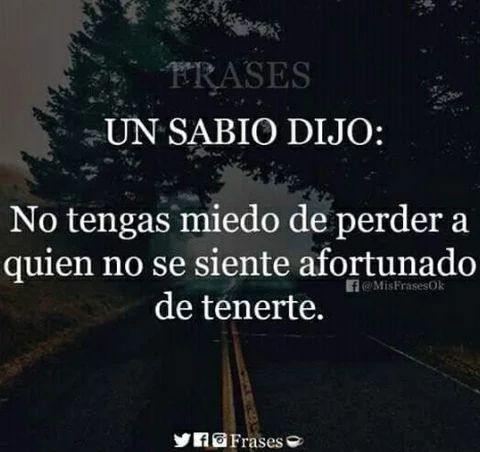 FRASES
UN SABIO DIJO:
No tengas miedo de perder a
quien no se siente afortunado
@MisFrasesOk
de tenerte.
Frases